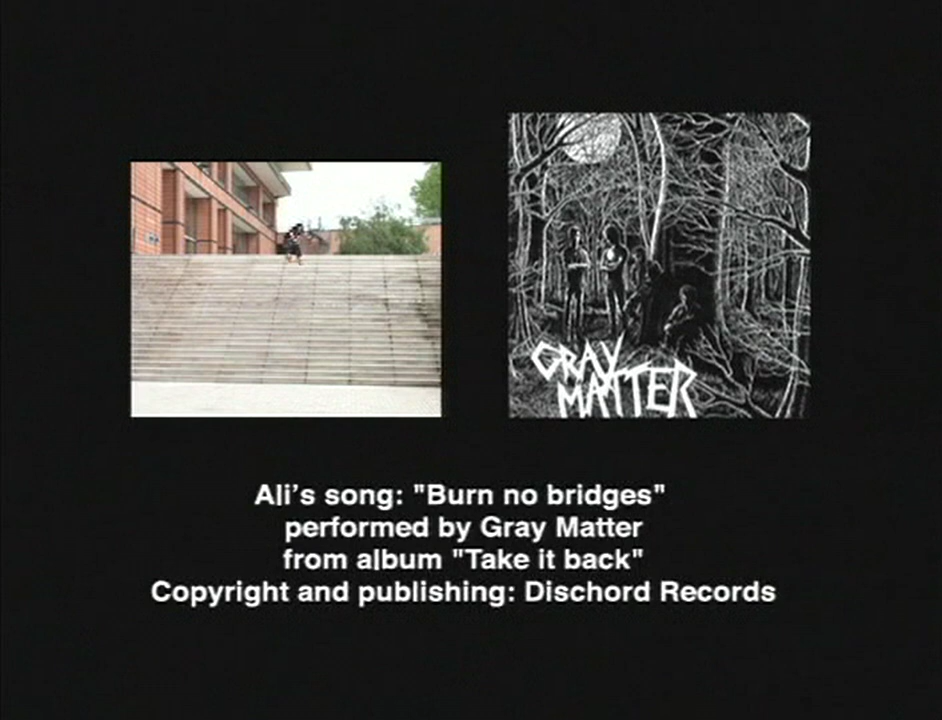 GRAY
MATTER
Ali's song: "Burn no bridges"
performed by Gray Matter
from album "Take it back"
Copyright and publishing: Dischord Records